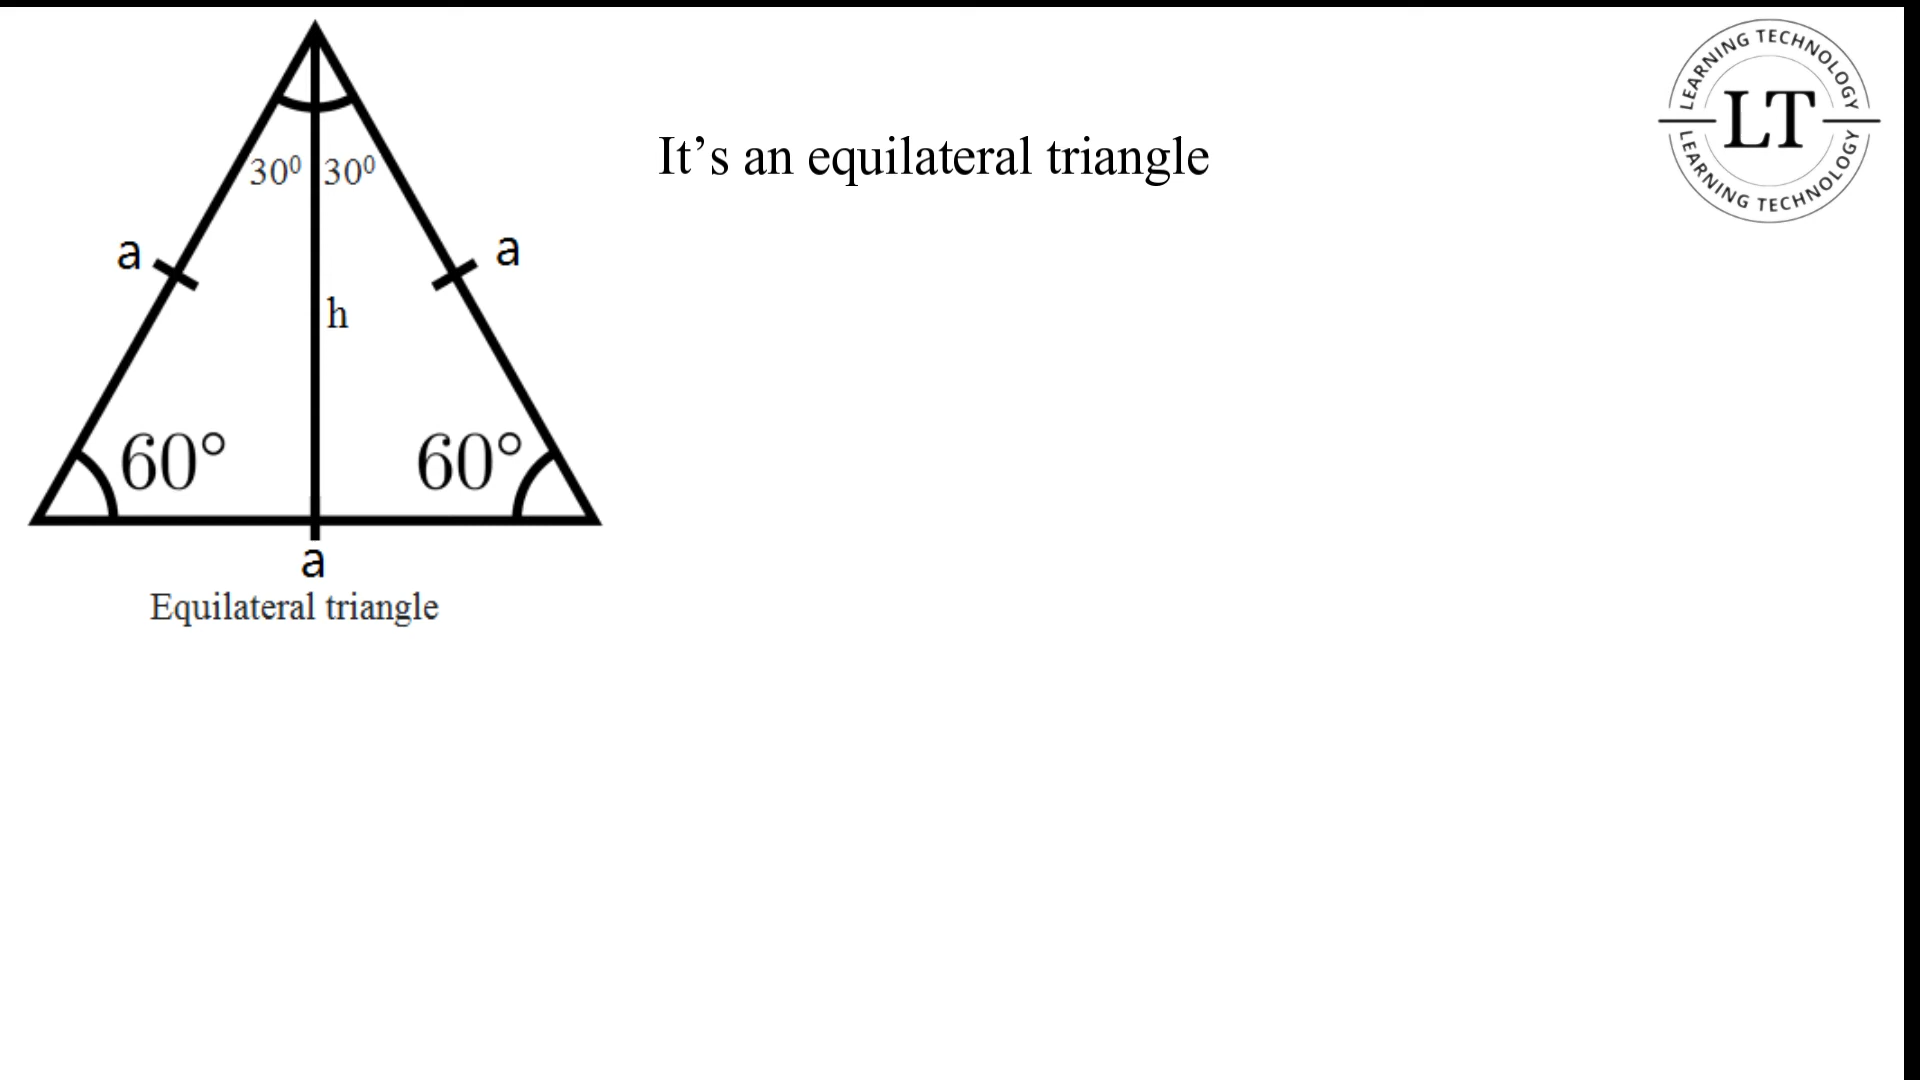 30⁰ 30⁰
It’s an equilateral triangle
a
a
h
60°
60°
a
Equilateral triangle
LEARNING TECHNOLOGY
LT
LEARNING TECHNOLOGY